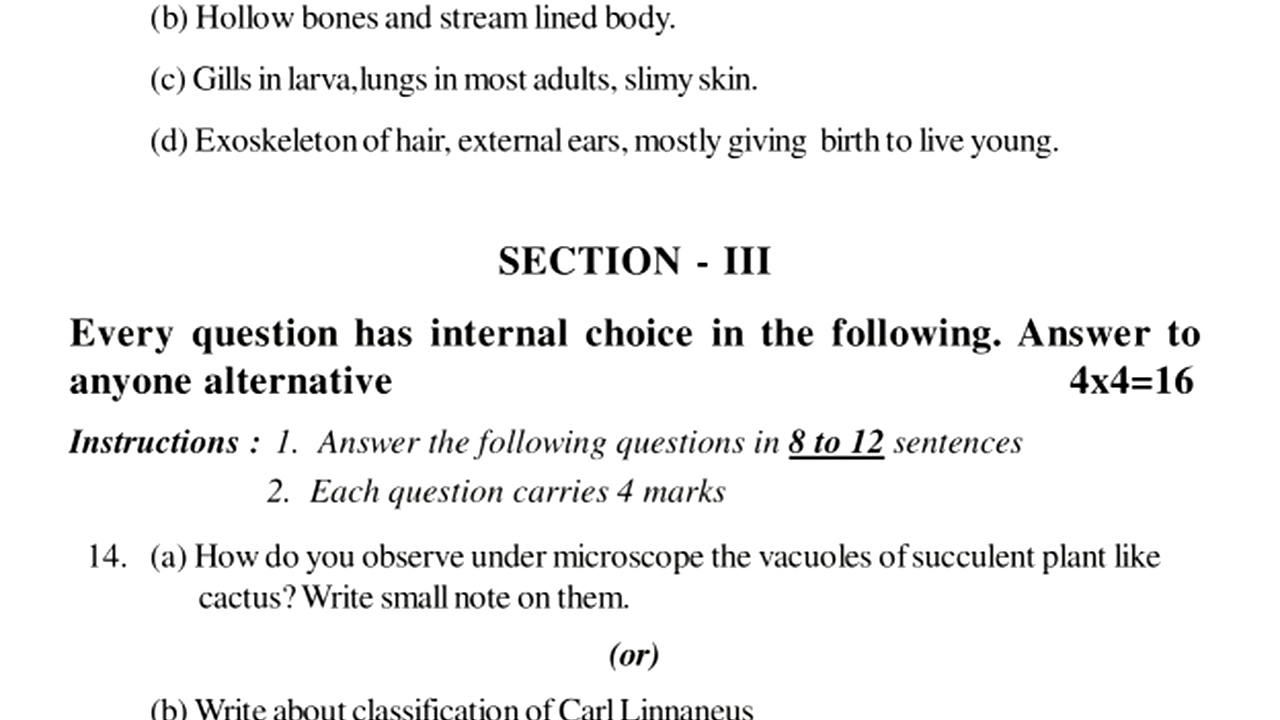 (b) Hollow bones and stream lined body.
(c) Gills in larva,lungs in most adults, slimy skin.
(d) Exoskeleton of hair, external ears, mostly giving birth to live young.
SECTION - III
Every question has internal choice in the following. Answer to
anyone alternative 4x4=16
Instructions : 1. Answer the following questions in 8 to 12 sentences
2. Each question carries 4 marks
14. (a) How do you observe under microscope the vacuoles of succulent plant like
cactus? Write small note on them.
(or)
(b) Write about classification of Carl Linnaeus